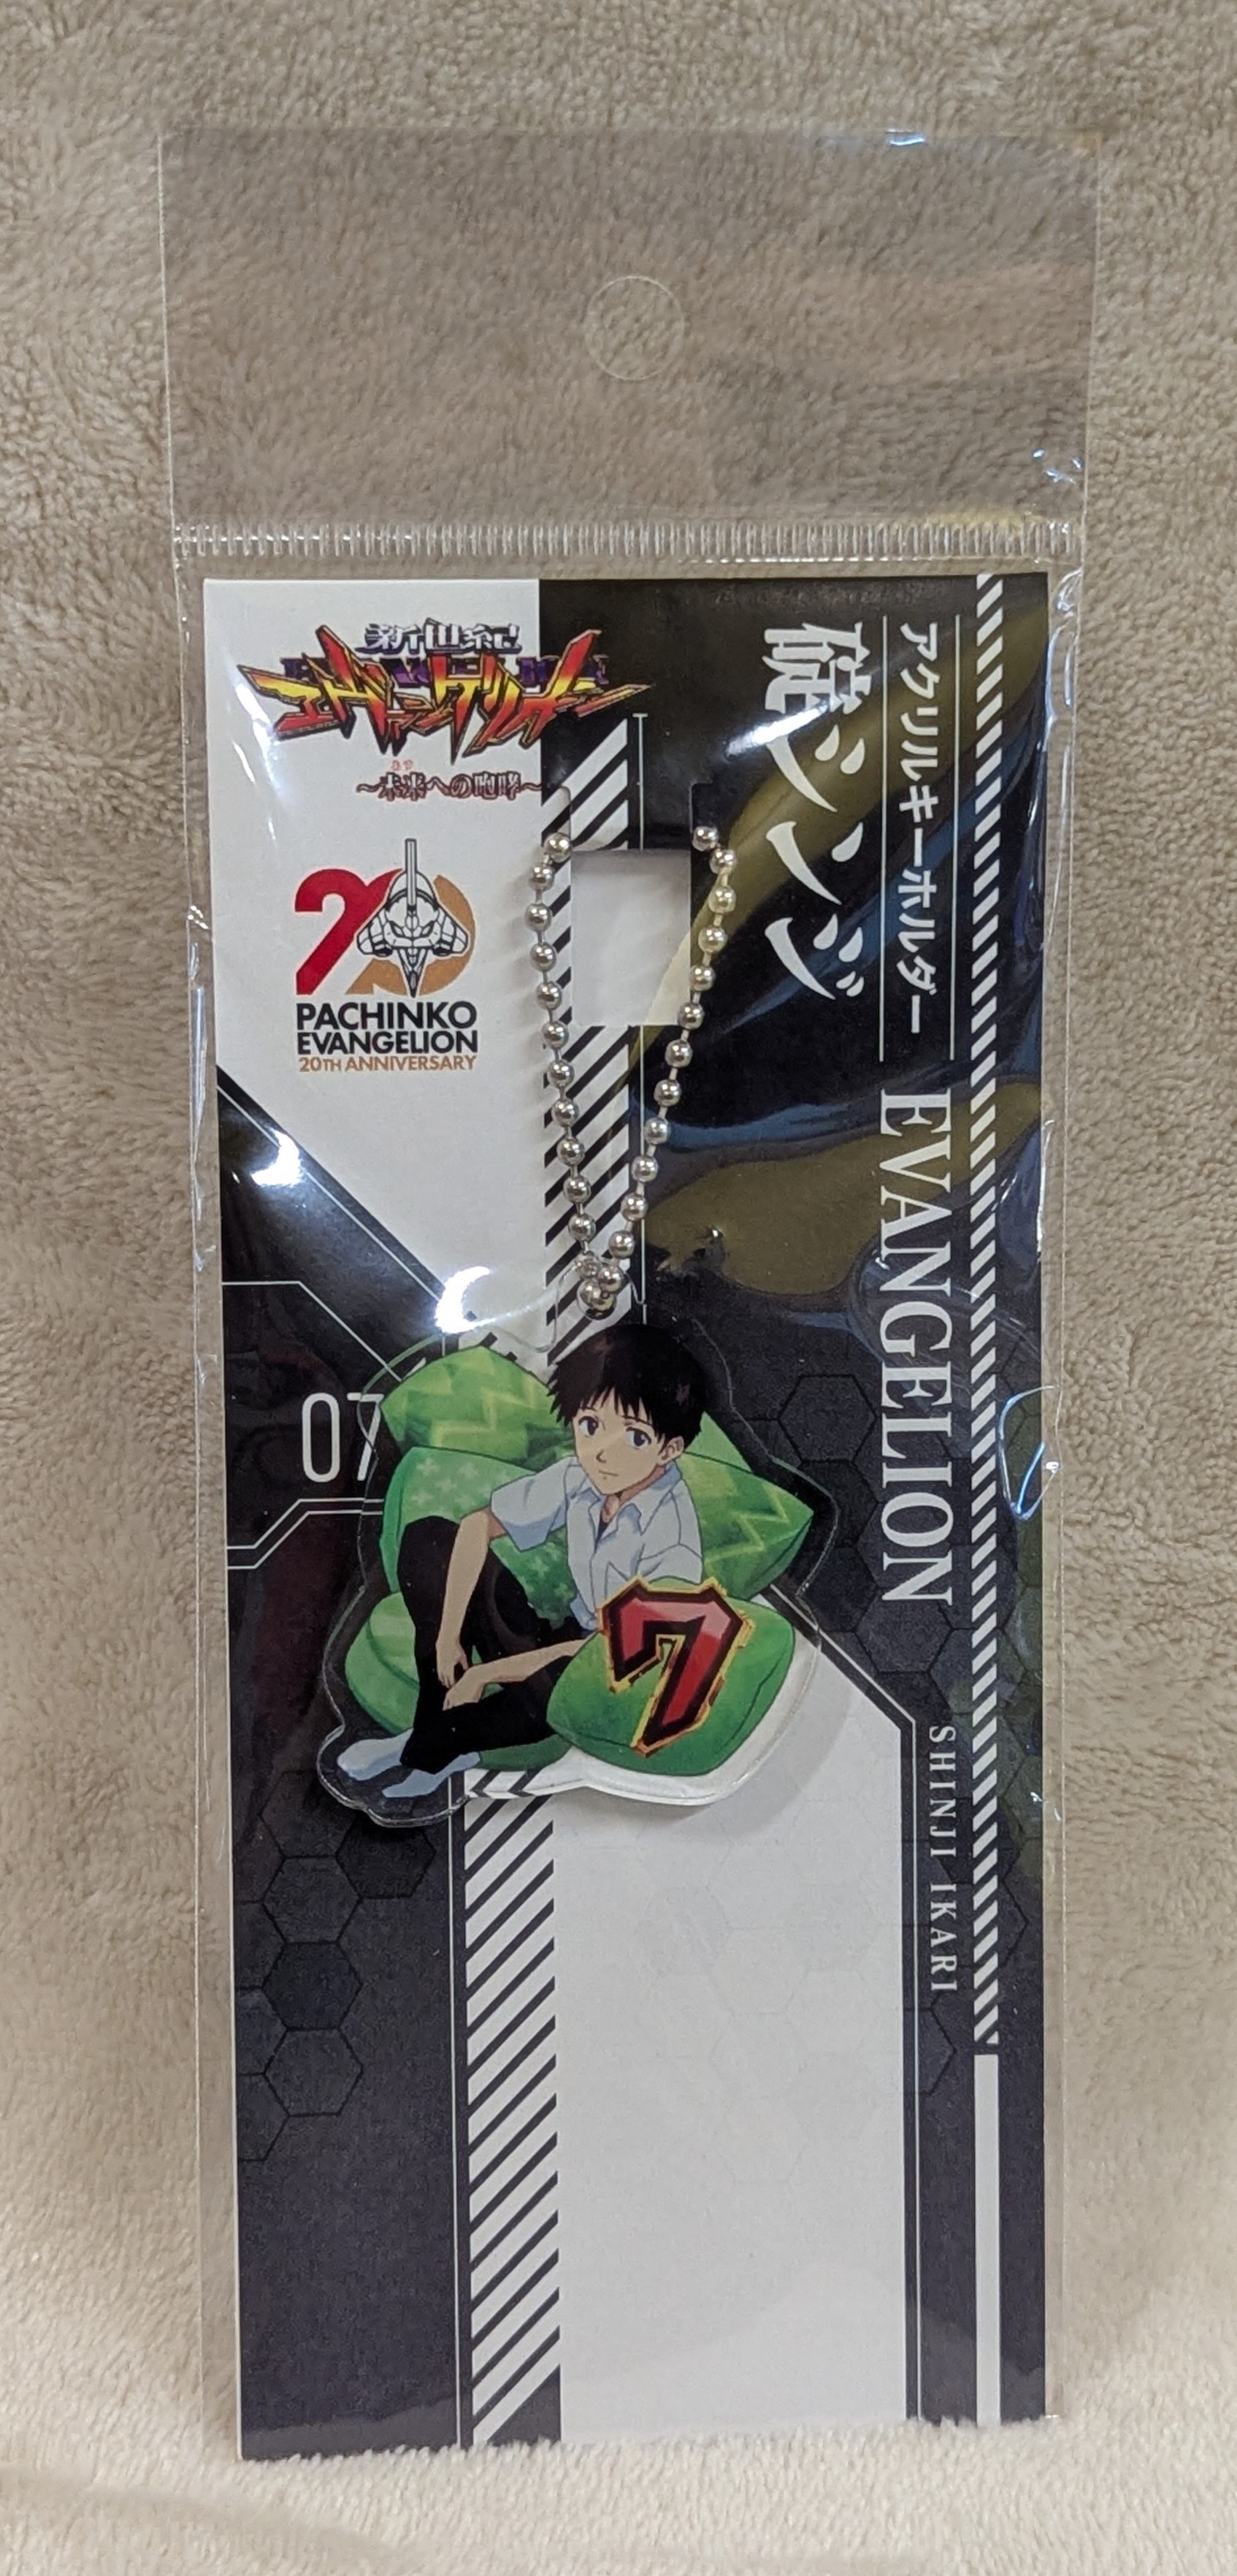 新世紀
エヴァンゲリオン
～未来への咆哮～
20
PACHINKO
EVANGELION
20TH ANNIVERSARY
アクリルキーホルダー
碇シンジ
EVANGELION
SHINJI IKARI
07
7